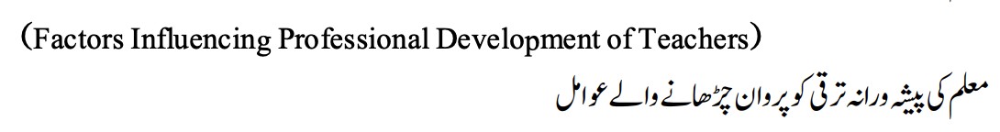 (Factors Influencing Professional Development of Teachers)
معلم کی پیشہ ورانہ ترقی کو پروان چڑھانے والے عوامل